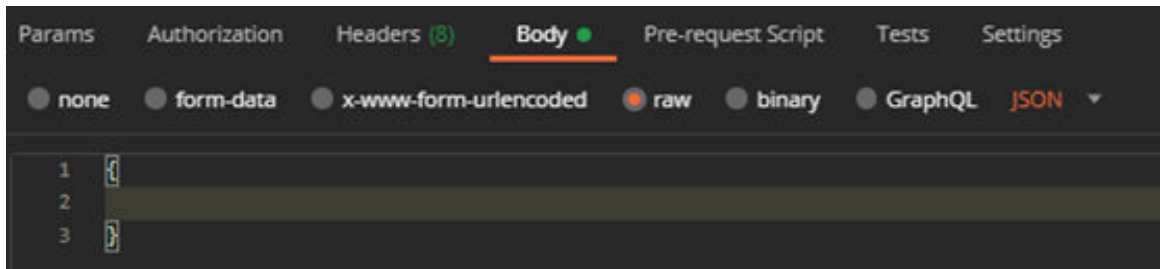 Params Authorization Headers (8) Body Pre-request Script Tests Settings
none form-data x-www-form-urlencoded raw binary GraphQL JSON
1 {
2
3 }